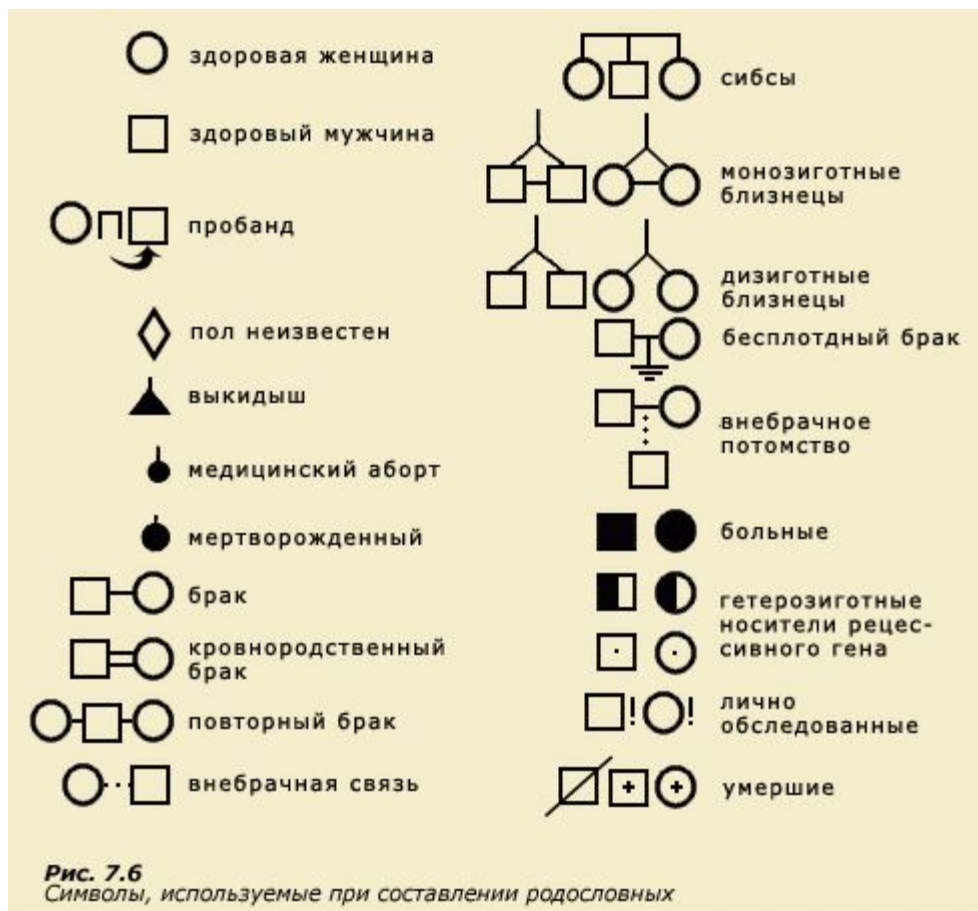 здоровая женщина
здоровый мужчина
пробанд
пол неизвестен
выкидыш
медицинский аборт
мертворожденный
брак
кровнородственный
брак
повторный брак
внебрачная связь
сибсы
монозиготные
близнецы
дизиготные
близнецы
бесплотдный брак
внебрачное
потомство
больные
гетерозиготные
носители рецес-
сивного гена
лично
обследованные
умершие
Рис. 7.6
Символы, используемые при составлении родословных